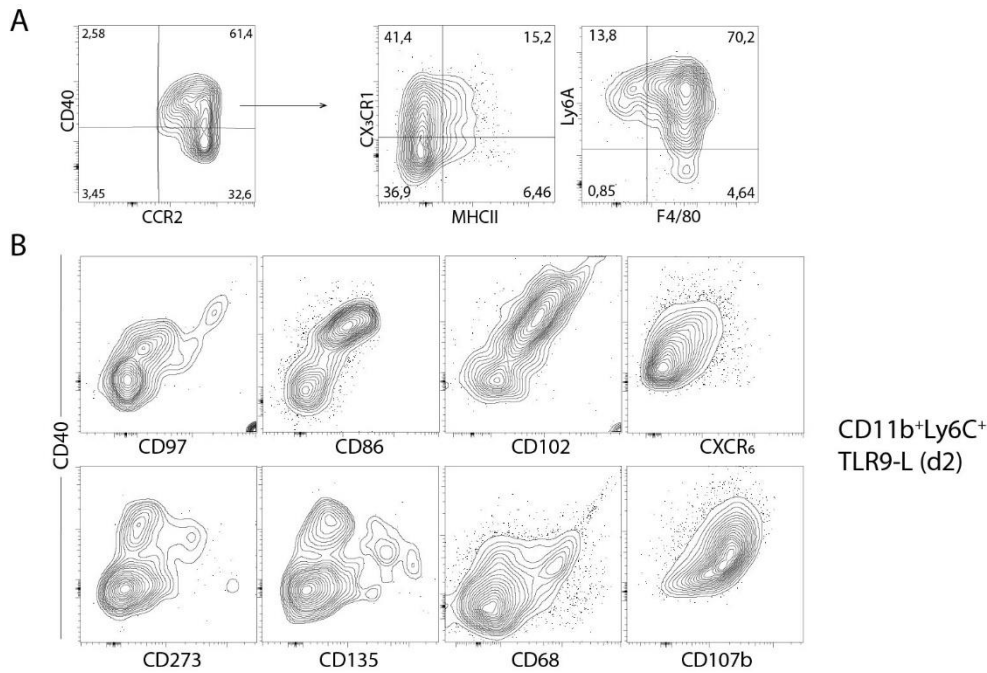 A
2,58 61,4
CD40
3,45 32,6
CCR2
41,4 15,2
CX₃CR1
36,9 6,46
MHCII
13,8 70,2
Ly6A
0,85 4,64
F4/80
B
CD40
CD97
CD86
CD102
CXCR₆
CD273
CD135
CD68
CD107b
CD11b⁺Ly6C⁺
TLR9-L (d2)